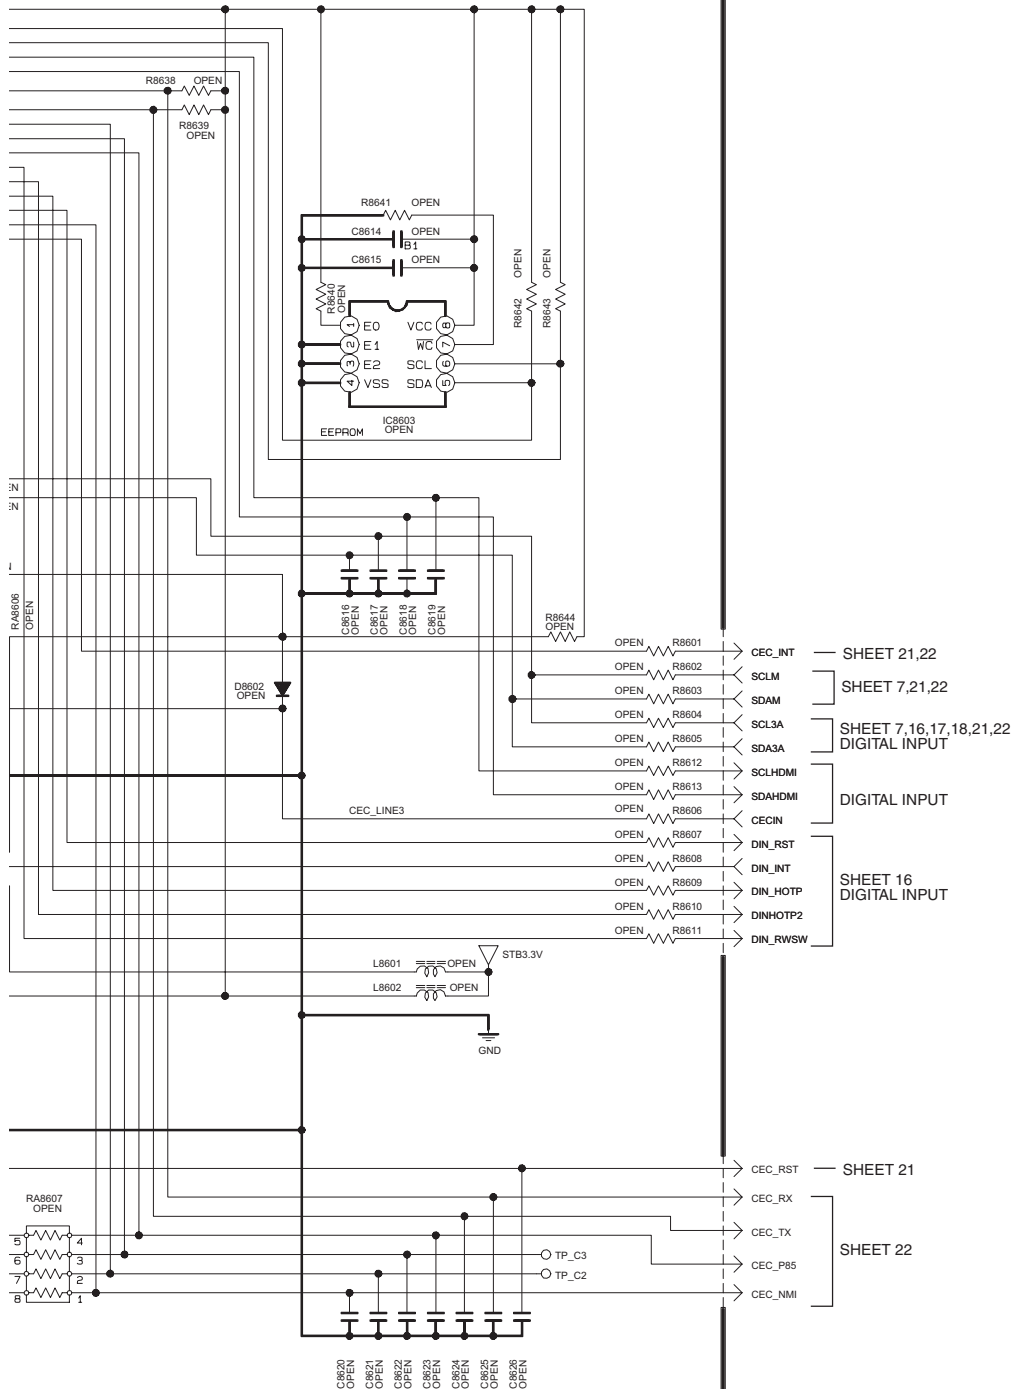 R8638 OPEN
R8639
OPEN
R8641 OPEN
C8614 OPEN
B1
C8615 OPEN
R8640
OPEN
R8642 OPEN
R8643 OPEN
1 E0 VCC 8
2 E1 WC 7
3 E2 SCL 6
4 VSS SDA 5
IC8603
OPEN
EEPROM
EN
EN
RA8606
OPEN
C8616
OPEN
C8617
OPEN
C8618
OPEN
C8619
OPEN
R8644
OPEN
D8602
OPEN
OPEN R8601 CEC_INT SHEET 21,22
OPEN R8602 SCLM
SHEET 7,21,22
OPEN R8603 SDAM
OPEN R8604 SCL3A
SHEET 7,16,17,18,21,22
DIGITAL INPUT
OPEN R8605 SDA3A
OPEN R8612 SCLHDMI
OPEN R8613 SDAHDMI
DIGITAL INPUT
CEC_LINE3 OPEN R8606 CECIN
OPEN R8607 DIN_RST
OPEN R8608 DIN_INT
SHEET 16
DIGITAL INPUT
OPEN R8609 DIN_HOTP
OPEN R8610 DINHOTP2
OPEN R8611 DIN_RWSW
STB3.3V
L8601 OPEN
L8602 OPEN
GND
CEC_RST SHEET 21
CEC_RX
CEC_TX
SHEET 22
CEC_P85
CEC_NMI
RA8607
OPEN
5 4
6 3
7 2
8 1
TP_C3
TP_C2
C8620
OPEN
C8621
OPEN
C8622
OPEN
C8623
OPEN
C8624
OPEN
C8625
OPEN
C8626
OPEN